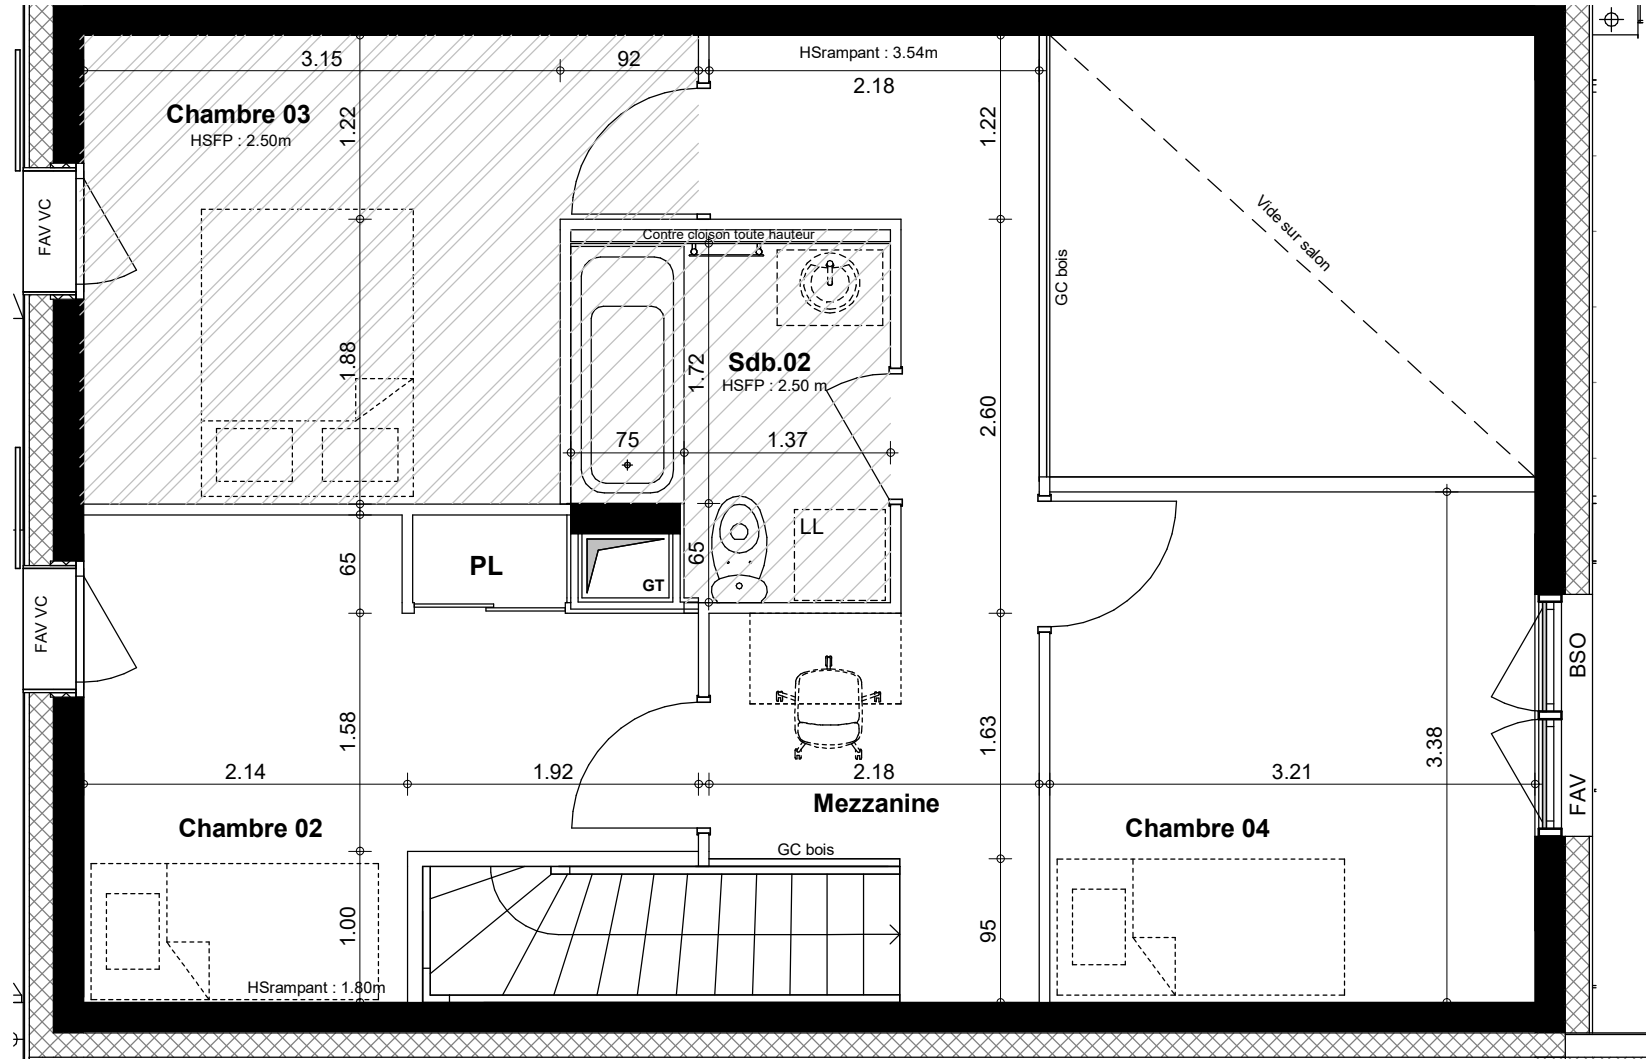 3.15
92
HSrampant : 3.54m
2.18
Chambre 03
HSFP : 2.50m
1.22
1.22
FAV VC
Contre cloison toute hauteur
Vide sur salon
GC bois
1.88
1.72
Sdb.02
HSFP : 2.50 m
2.60
75
1.37
LL
PL
65
65
GT
FAV VC
BSO
1.58
1.63
3.38
2.14
1.92
2.18
3.21
FAV
Mezzanine
Chambre 02
Chambre 04
GC bois
1.00
95
HSrampant : 1.80m